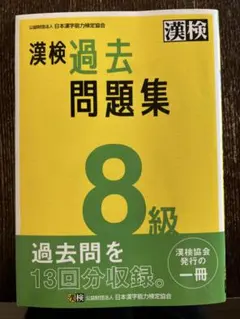 公益財団法人 日本漢字能力検定協会
漢検
漢検 過去
問題集
8級
過去問を
13回分収録。
漢検協会
発行の
一冊
漢検 公益財団法人 日本漢字能力検定協会